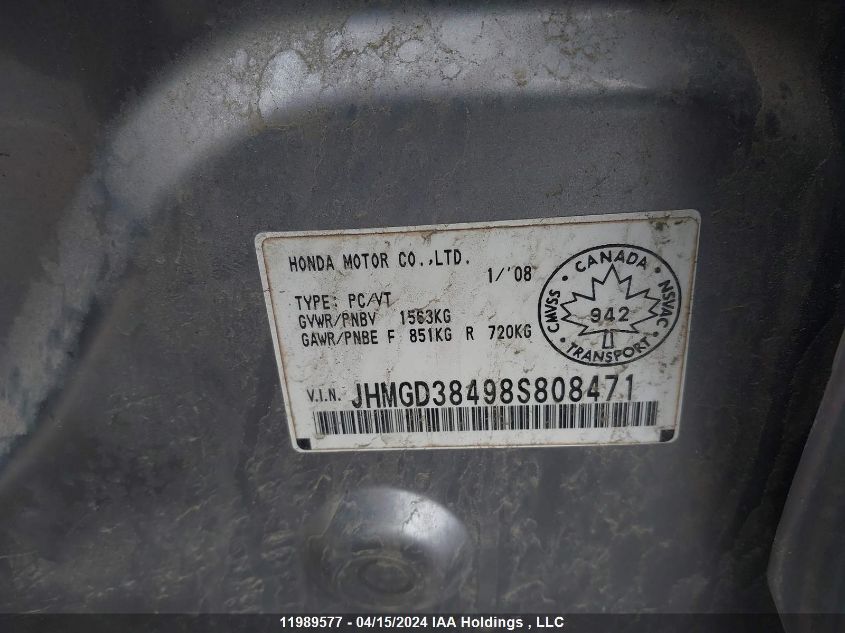 HONDA MOTOR CO.,LTD.
1/'08
TYPE: PC/VT
GVWR/PNBV 1563KG
GAWR/PNBE F 851KG R 720KG
CANADA
CMVSS
NSVAC
942
TRANSPORT
V.I.N. JHMGD38498S808471
11989577 - 04/15/2024 IAA Holdings , LLC